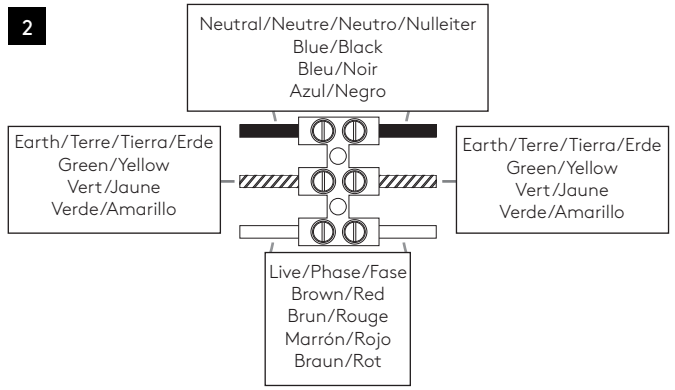 2
Neutral/Neutre/Neutro/Nulleiter
Blue/Black
Bleu/Noir
Azul/Negro
Earth/Terre/Tierra/Erde
Green/Yellow
Vert/Jaune
Verde/Amarillo
Earth/Terre/Tierra/Erde
Green/Yellow
Vert/Jaune
Verde/Amarillo
Live/Phase/Fase
Brown/Red
Brun/Rouge
Marrón/Rojo
Braun/Rot